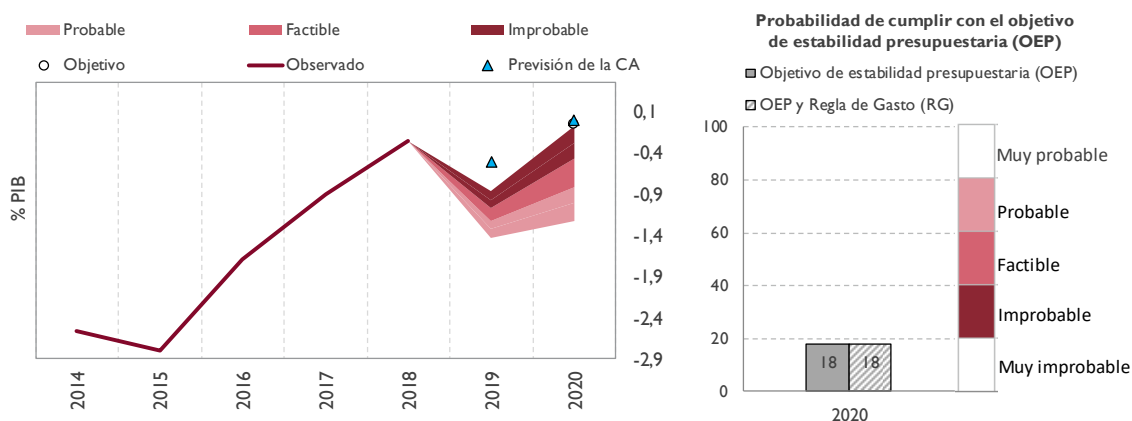 Probable
Factible
Improbable
Objetivo
Observado
Previsión de la CA
% PIB
0,1
-0,4
-0,9
-1,4
-1,9
-2,4
-2,9
2014
2015
2016
2017
2018
2019
2020
Probabilidad de cumplir con el objetivo
de estabilidad presupuestaria (OEP)
Objetivo de estabilidad presupuestaria (OEP)
OEP y Regla de Gasto (RG)
100
80
60
40
20
0
18
18
2020
Muy probable
Probable
Factible
Improbable
Muy improbable